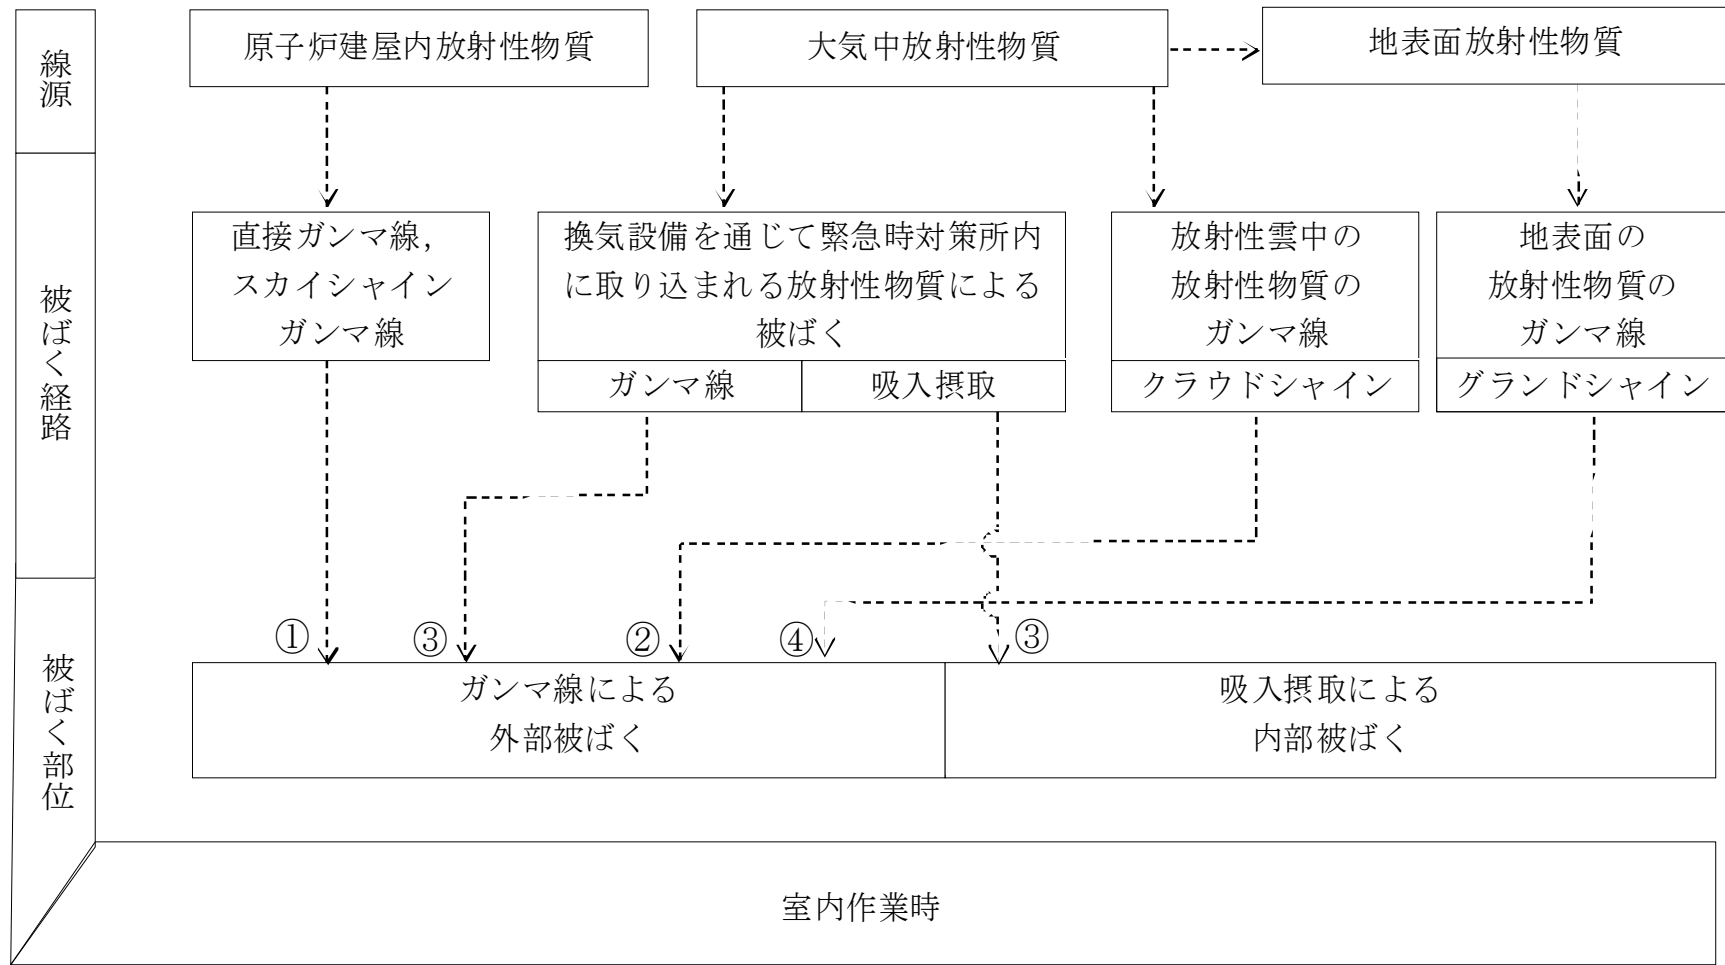 線源
原子炉建屋内放射性物質
大気中放射性物質
地表面放射性物質
被ばく経路
直接ガンマ線，
スカイシャイン
ガンマ線
換気設備を通じて緊急時対策所内
に取り込まれる放射性物質による
被ばく
ガンマ線
吸入摂取
放射性雲中の
放射性物質の
ガンマ線
クラウドシャイン
地表面の
放射性物質の
ガンマ線
グランドシャイン
被ばく部位
①
③
②
④
③
ガンマ線による
外部被ばく
吸入摂取による
内部被ばく
室内作業時